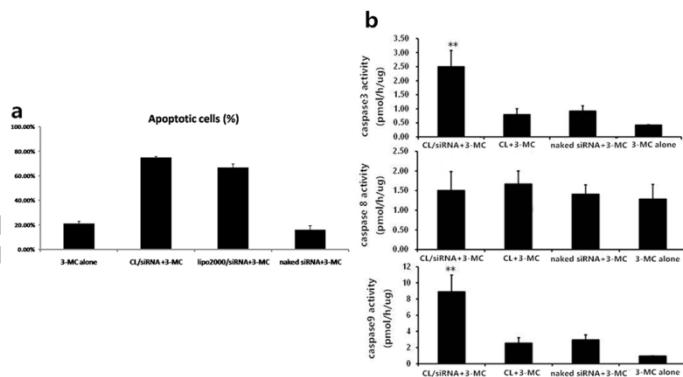 a
Apoptotic cells (%)
100.00%
80.00%
60.00%
40.00%
20.00%
0.00%
3-MC alone
CL/siRNA+3-MC
lipo2000/siRNA+3-MC
naked siRNA+3-MC
b
caspase3 activity
(pmol/h/ug)
3.50
3.00
2.50
2.00
1.50
1.00
0.50
0.00
**
CL/siRNA+3-MC
CL+3-MC
naked siRNA+3-MC
3-MC alone
caspase 8 activity
(pmol/h/ug)
2.50
2.00
1.50
1.00
0.50
0.00
CL/siRNA+3-MC
CL+3-MC
naked siRNA+3-MC
3-MC alone
caspase9 activity
(pmol/h/ug)
12
10
8
6
4
2
0
**
CL/siRNA+3-MC
CL+3-MC
naked siRNA+3-MC
3-MC alone